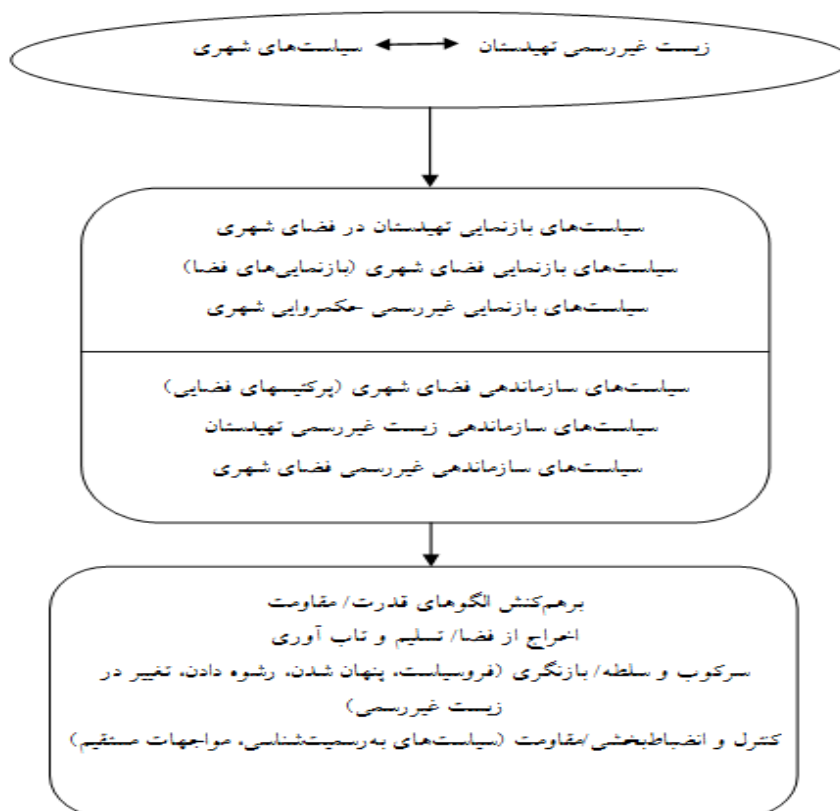 زیست غیررسمی تهیدستان ↔ سیاست‌های شهری
سیاست‌های بازنمایی تهیدستان در فضای شهری
سیاست‌های بازنمایی فضای شهری (بازنمایی‌های فضا)
سیاست‌های بازنمایی غیررسمی حکمروایی شهری
سیاست‌های سازماندهی فضای شهری (پرکتیسهای فضایی)
سیاست‌های سازماندهی زیست غیررسمی تهیدستان
سیاست‌های سازماندهی غیررسمی فضای شهری
برهم‌کنش الگوهای قدرت/ مقاومت
اخراج از فضا/ تسلیم و تاب آوری
سرکوب و سلطه/ بازنگری (فروسیاست، پنهان شدن، رشوه دادن، تغییر در
زیست غیررسمی)
کنترل و انضباط‌بخشی/مقاومت (سیاست‌های به‌رسمیت‌شناسی، مواجهات مستقیم)